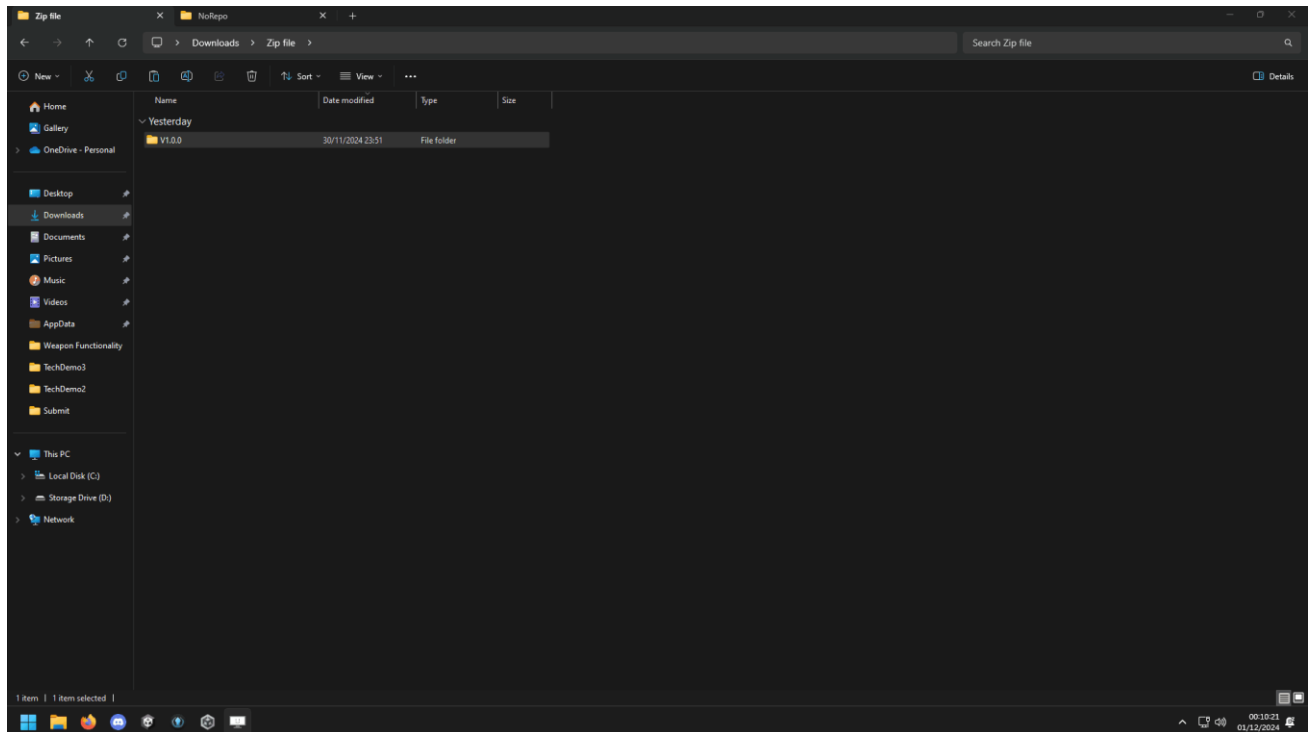 Zip file
NoRepo
Downloads > Zip file >
Search Zip file
New
Sort
View
Details
Name Date modified Type Size
Yesterday
V1.0.0 30/11/2024 23:51 File folder
Home
Gallery
OneDrive - Personal
Desktop
Downloads
Documents
Pictures
Music
Videos
AppData
Weapon Functionality
TechDemo3
TechDemo2
Submit
This PC
Local Disk (C:)
Storage Drive (D:)
Network
1 item | 1 item selected |
00:10:21
01/12/2024